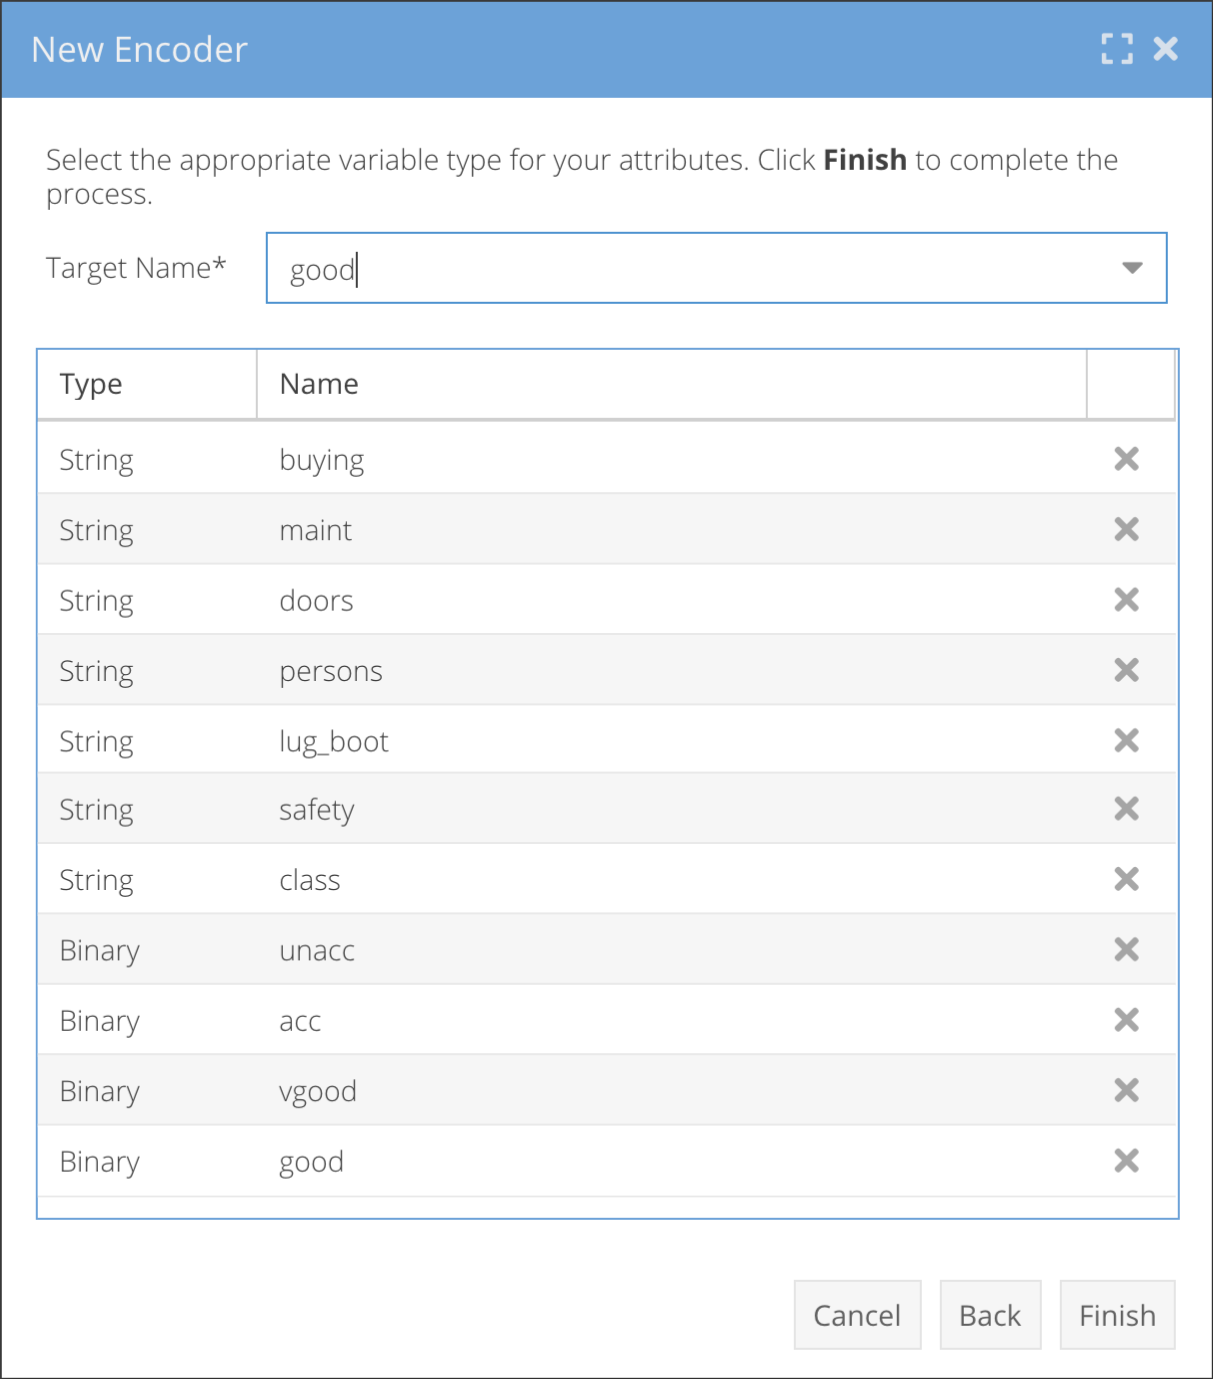 New Encoder
Select the appropriate variable type for your attributes. Click Finish to complete the
process.
Target Name* good
Type Name
String buying
String maint
String doors
String persons
String lug_boot
String safety
String class
Binary unacc
Binary acc
Binary vgood
Binary good
Cancel Back Finish